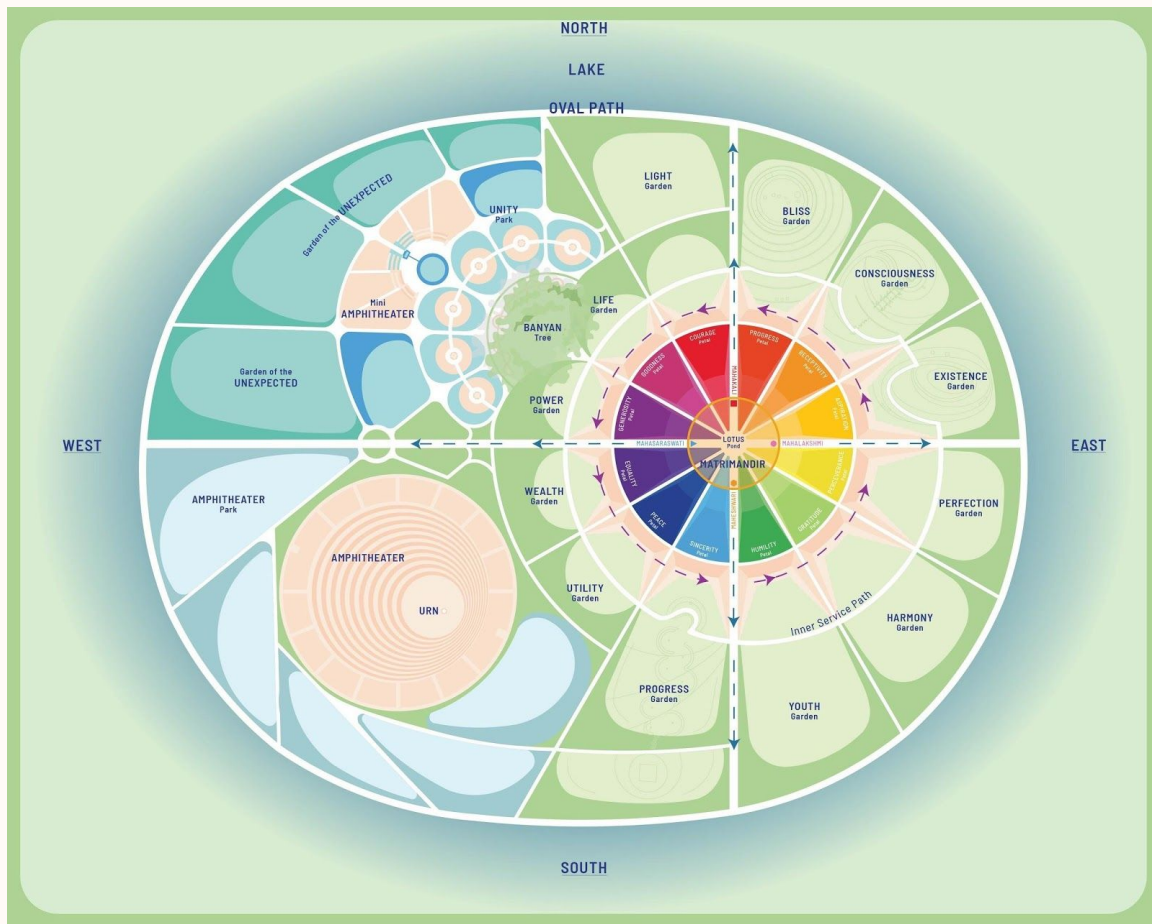 NORTH
LAKE
OVAL PATH
LIGHT
Garden
BLISS
Garden
Garden of the UNEXPECTED
UNITY
Park
CONSCIOUSNESS
Garden
Mini
AMPHITHEATER
LIFE
Garden
BANYAN
Tree
COURAGE
Petal
PROGRESS
Petal
GOODNESS
Petal
RECEPTIVITY
Petal
Garden of the
UNEXPECTED
EXISTENCE
Garden
POWER
Garden
GENEROSITY
Petal
MAHAKALI
ASPIRATION
Petal
WEST
MAHASARASWATI
LOTUS
Pond
MAHALAKSHMI
EAST
MATRIMANDIR
EQUALITY
Petal
PERSEVERANCE
Petal
AMPHITHEATER
Park
WEALTH
Garden
MAHESHWARI
PERFECTION
Garden
PEACE
Petal
GRATITUDE
Petal
SINCERITY
Petal
HUMILITY
Petal
AMPHITHEATER
UTILITY
Garden
URN
Inner Service Path
HARMONY
Garden
PROGRESS
Garden
YOUTH
Garden
SOUTH